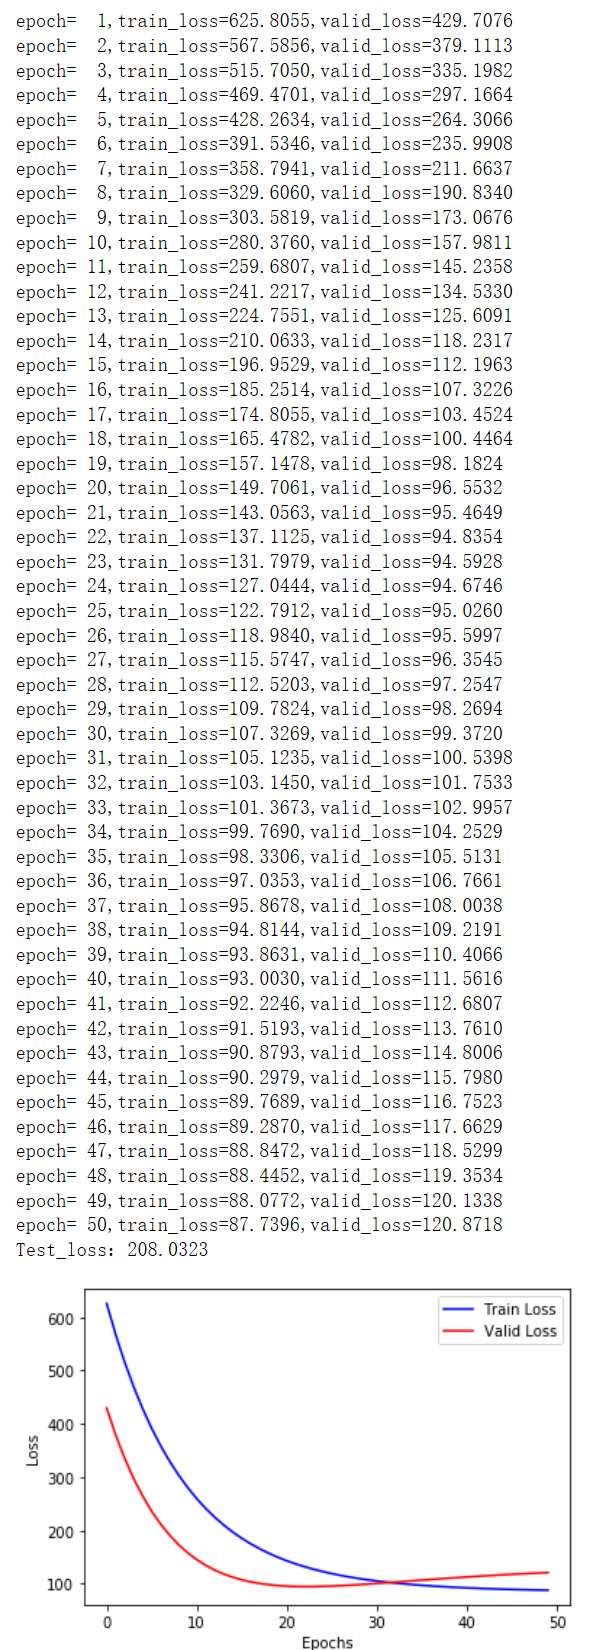 epoch=  1,train_loss=625.8055,valid_loss=429.7076
epoch=  2,train_loss=567.5856,valid_loss=379.1113
epoch=  3,train_loss=515.7050,valid_loss=335.1982
epoch=  4,train_loss=469.4701,valid_loss=297.1664
epoch=  5,train_loss=428.2634,valid_loss=264.3066
epoch=  6,train_loss=391.5346,valid_loss=235.9908
epoch=  7,train_loss=358.7941,valid_loss=211.6637
epoch=  8,train_loss=329.6060,valid_loss=190.8340
epoch=  9,train_loss=303.5819,valid_loss=173.0676
epoch= 10,train_loss=280.3760,valid_loss=157.9811
epoch= 11,train_loss=259.6807,valid_loss=145.2358
epoch= 12,train_loss=241.2217,valid_loss=134.5330
epoch= 13,train_loss=224.7551,valid_loss=125.6091
epoch= 14,train_loss=210.0633,valid_loss=118.2317
epoch= 15,train_loss=196.9529,valid_loss=112.1963
epoch= 16,train_loss=185.2514,valid_loss=107.3226
epoch= 17,train_loss=174.8055,valid_loss=103.4524
epoch= 18,train_loss=165.4782,valid_loss=100.4464
epoch= 19,train_loss=157.1478,valid_loss=98.1824
epoch= 20,train_loss=149.7061,valid_loss=96.5532
epoch= 21,train_loss=143.0563,valid_loss=95.4649
epoch= 22,train_loss=137.1125,valid_loss=94.8354
epoch= 23,train_loss=131.7979,valid_loss=94.5928
epoch= 24,train_loss=127.0444,valid_loss=94.6746
epoch= 25,train_loss=122.7912,valid_loss=95.0260
epoch= 26,train_loss=118.9840,valid_loss=95.5997
epoch= 27,train_loss=115.5747,valid_loss=96.3545
epoch= 28,train_loss=112.5203,valid_loss=97.2547
epoch= 29,train_loss=109.7824,valid_loss=98.2694
epoch= 30,train_loss=107.3269,valid_loss=99.3720
epoch= 31,train_loss=105.1235,valid_loss=100.5398
epoch= 32,train_loss=103.1450,valid_loss=101.7533
epoch= 33,train_loss=101.3673,valid_loss=102.9957
epoch= 34,train_loss=99.7690,valid_loss=104.2529
epoch= 35,train_loss=98.3306,valid_loss=105.5131
epoch= 36,train_loss=97.0353,valid_loss=106.7661
epoch= 37,train_loss=95.8678,valid_loss=108.0038
epoch= 38,train_loss=94.8144,valid_loss=109.2191
epoch= 39,train_loss=93.8631,valid_loss=110.4066
epoch= 40,train_loss=93.0030,valid_loss=111.5616
epoch= 41,train_loss=92.2246,valid_loss=112.6807
epoch= 42,train_loss=91.5193,valid_loss=113.7610
epoch= 43,train_loss=90.8793,valid_loss=114.8006
epoch= 44,train_loss=90.2979,valid_loss=115.7980
epoch= 45,train_loss=89.7689,valid_loss=116.7523
epoch= 46,train_loss=89.2870,valid_loss=117.6629
epoch= 47,train_loss=88.8472,valid_loss=118.5299
epoch= 48,train_loss=88.4452,valid_loss=119.3534
epoch= 49,train_loss=88.0772,valid_loss=120.1338
epoch= 50,train_loss=87.7396,valid_loss=120.8718
Test_loss: 208.0323
Train Loss
Valid Loss
600
500
400
300
200
100
Loss
0 10 20 30 40 50
Epochs